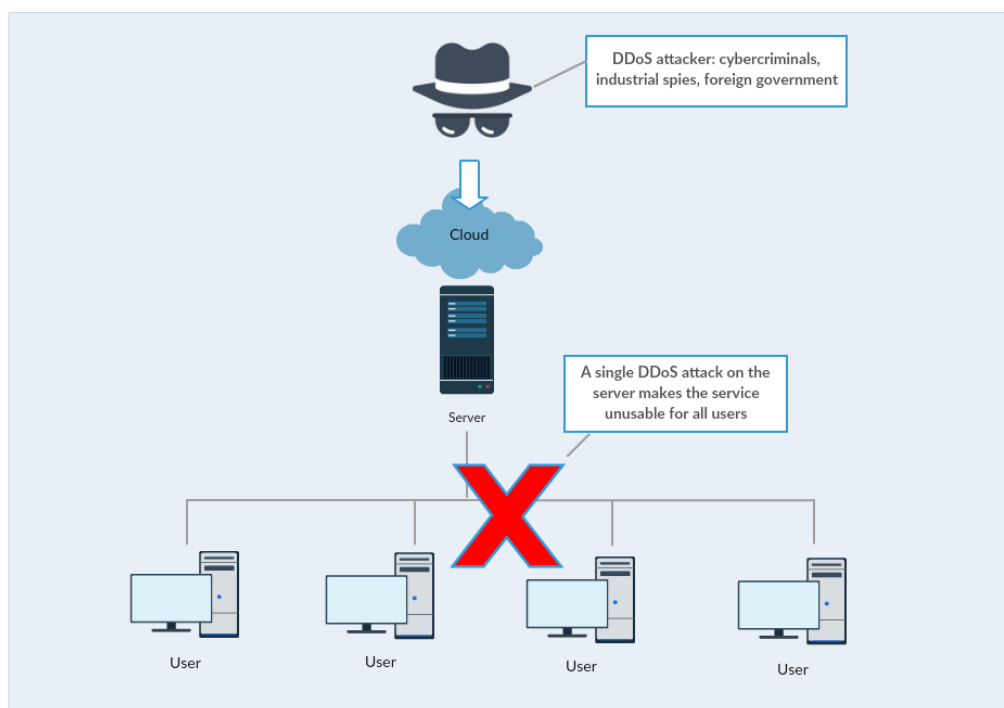 DDoS attacker: cybercriminals,
industrial spies, foreign government
Cloud
A single DDoS attack on the
server makes the service
unusable for all users
Server
User
User
User
User